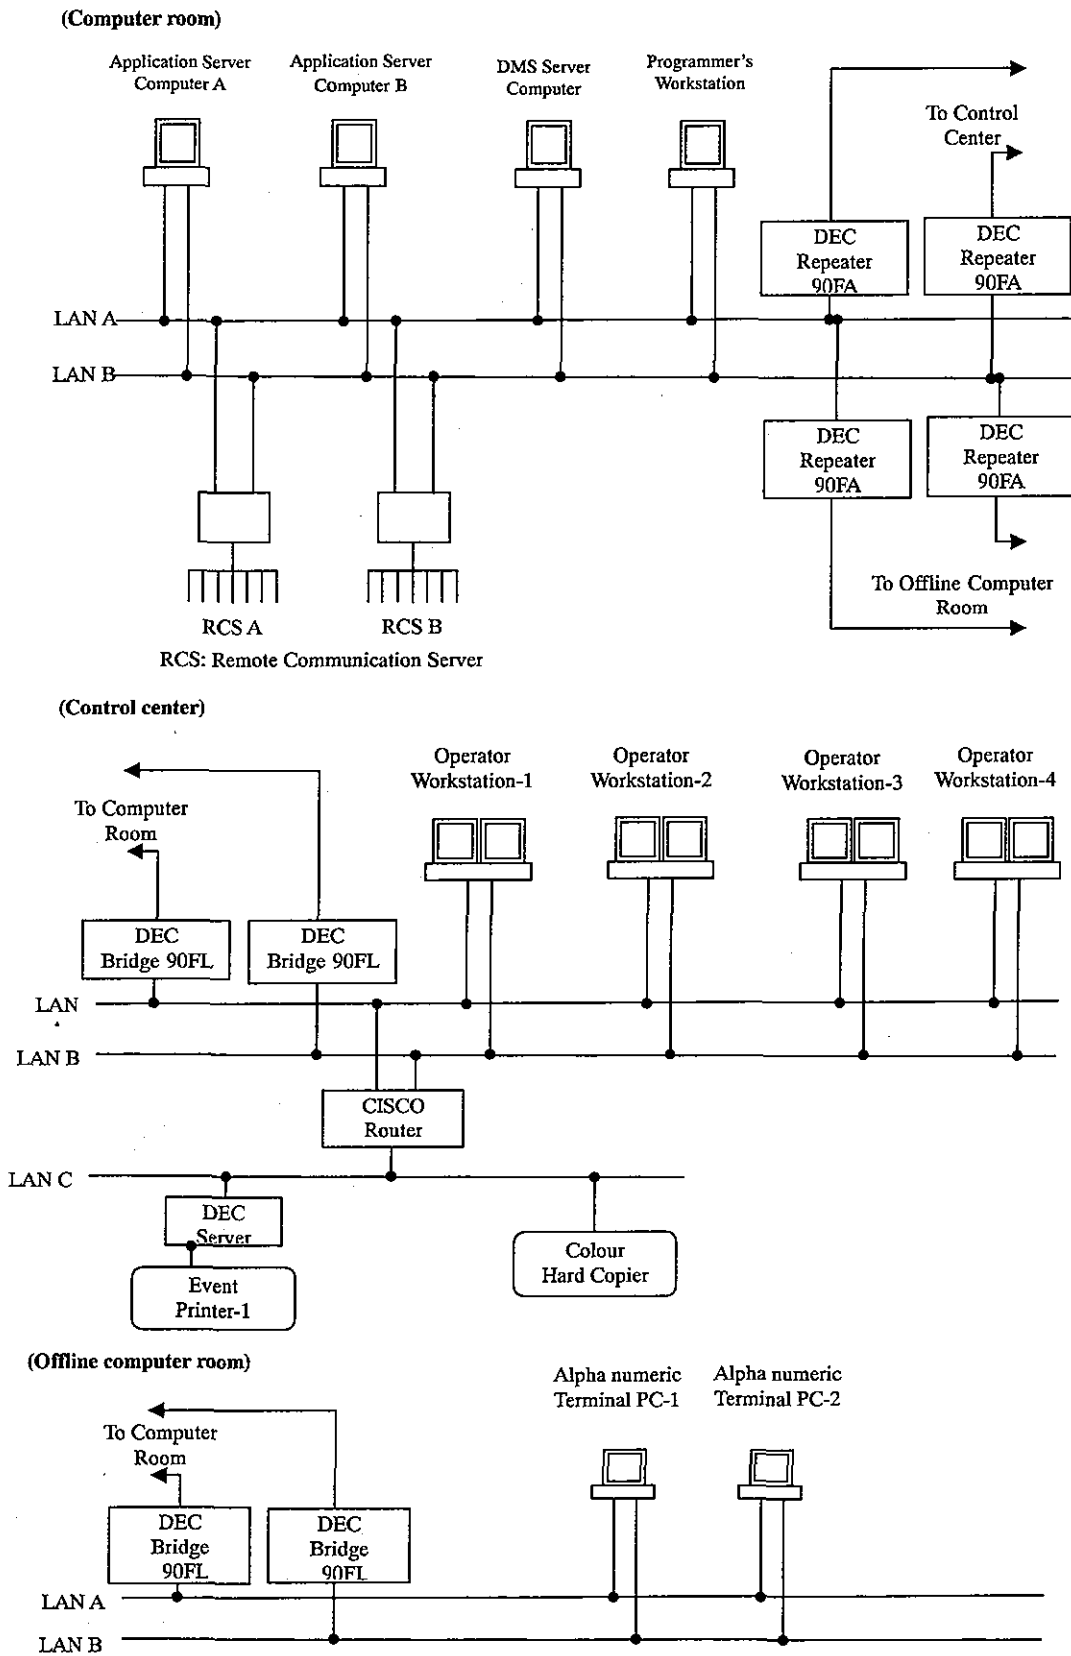 (Computer room)
Application Server
Computer A
Application Server
Computer B
DMS Server
Computer
Programmer's
Workstation
To Control
Center
DEC
Repeater
90FA
DEC
Repeater
90FA
LAN A
LAN B
DEC
Repeater
90FA
DEC
Repeater
90FA
To Offline Computer
Room
RCS A
RCS B
RCS: Remote Communication Server
(Control center)
Operator
Workstation-1
Operator
Workstation-2
Operator
Workstation-3
Operator
Workstation-4
To Computer
Room
DEC
Bridge 90FL
DEC
Bridge 90FL
LAN
LAN B
CISCO
Router
LAN C
DEC
Server
Event
Printer-1
Colour
Hard Copier
(Offline computer room)
Alpha numeric
Terminal PC-1
Alpha numeric
Terminal PC-2
To Computer
Room
DEC
Bridge
90FL
DEC
Bridge
90FL
LAN A
LAN B